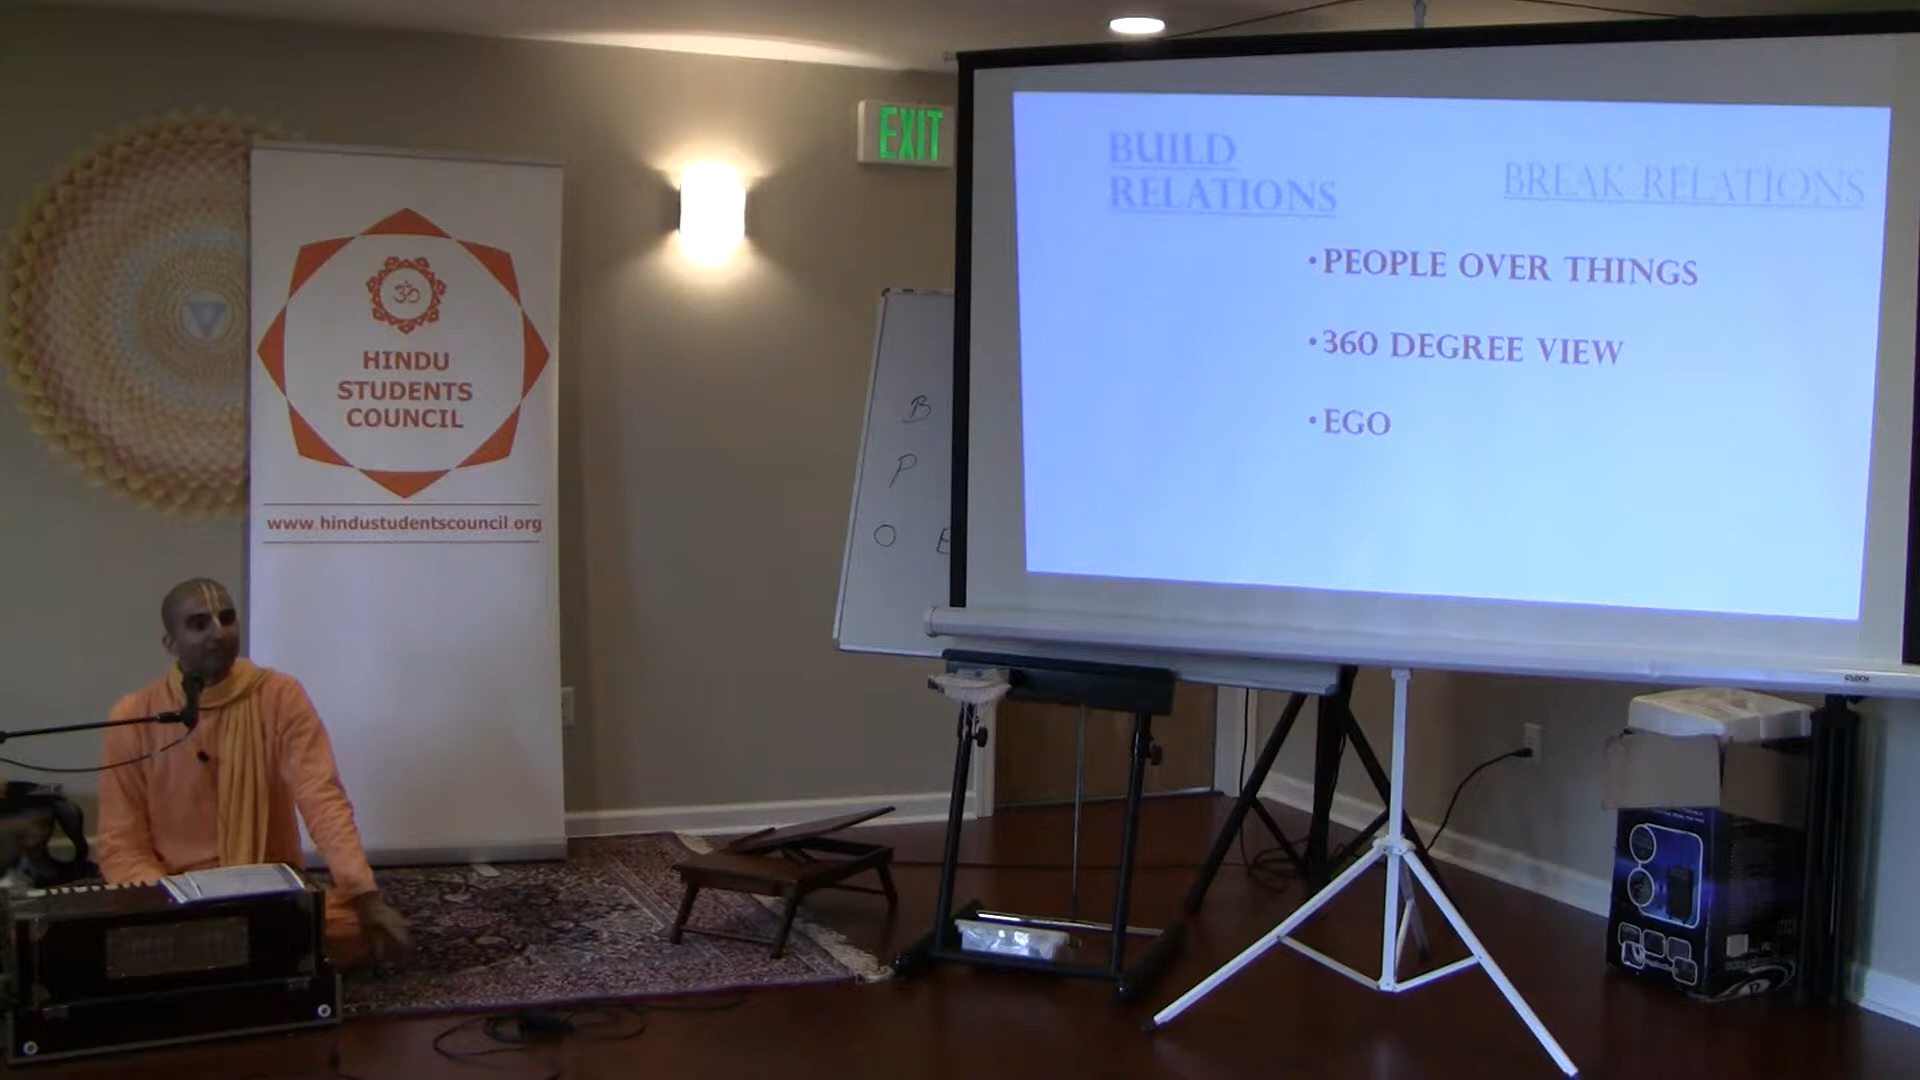 ॐ
HINDU
STUDENTS
COUNCIL
www.hindustudentscouncil.org
EXIT
B
P
O E
BUILD
RELATIONS
BREAK RELATIONS
•PEOPLE OVER THINGS
•360 DEGREE VIEW
•EGO